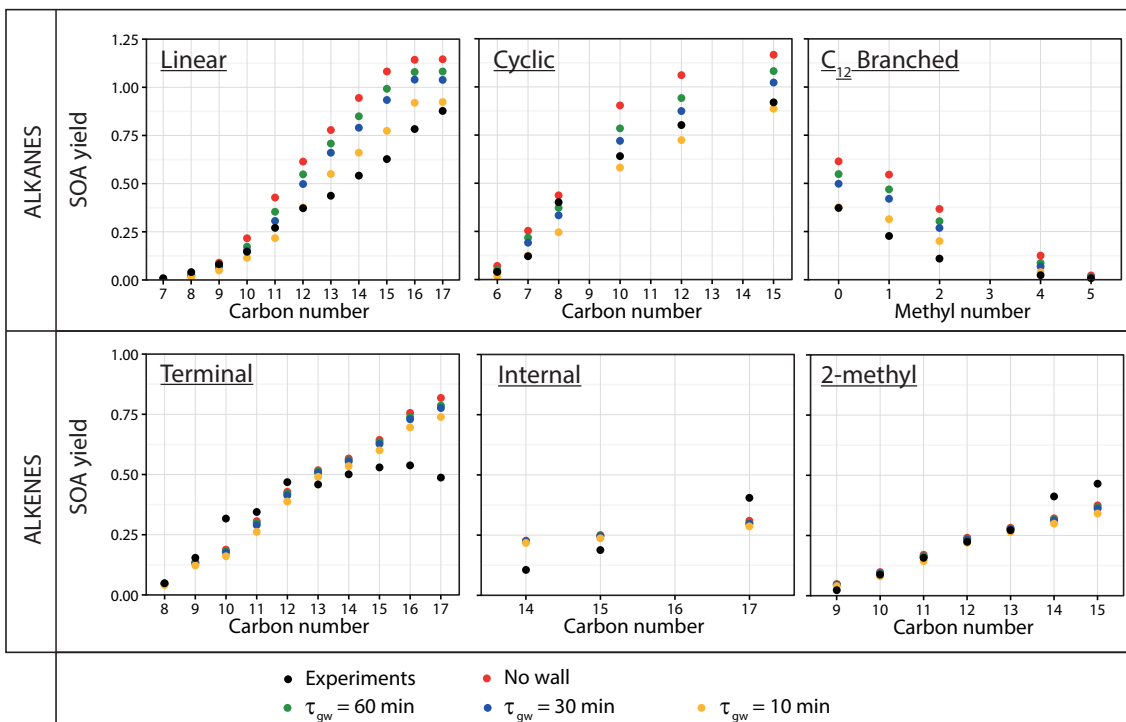 ALKANES
SOA yield
1.25
1.00
0.75
0.50
0.25
0.00
Linear
7 8 9 10 11 12 13 14 15 16 17
Carbon number
Cyclic
6 7 8 9 10 11 12 13 14 15
Carbon number
C12 Branched
0 1 2 3 4 5
Methyl number
ALKENES
SOA yield
1.00
0.75
0.50
0.25
0.00
Terminal
8 9 10 11 12 13 14 15 16 17
Carbon number
Internal
14 15 16 17
Carbon number
2-methyl
9 10 11 12 13 14 15
Carbon number
Experiments No wall
τgw = 60 min τgw = 30 min τgw = 10 min